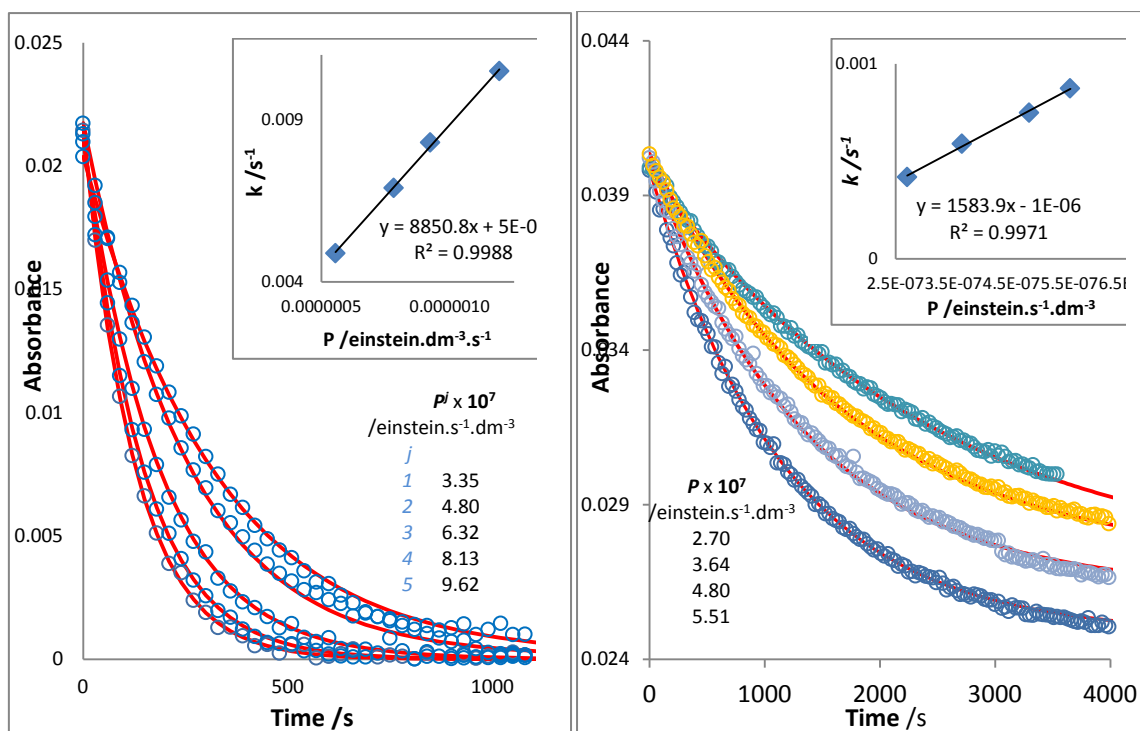 0.025
0.02
0.015
0.01
0.005
0
Absorbance
0
500
1000
Time /s
k /s-1
0.009
0.004
y = 8850.8x + 5E-0
R² = 0.9988
0.0000005
0.0000010
P /einstein.dm-3.s-1
Pj x 107
/einstein.s-1.dm-3
j
1 3.35
2 4.80
3 6.32
4 8.13
5 9.62
0.044
0.039
0.034
0.029
0.024
Absorbance
0
1000
2000
3000
4000
Time /s
k /s-1
0.001
0
y = 1583.9x - 1E-06
R² = 0.9971
2.5E-073.5E-074.5E-075.5E-076.5E
P /einstein.s-1.dm-3
P x 107
/einstein.s-1.dm-3
2.70
3.64
4.80
5.51